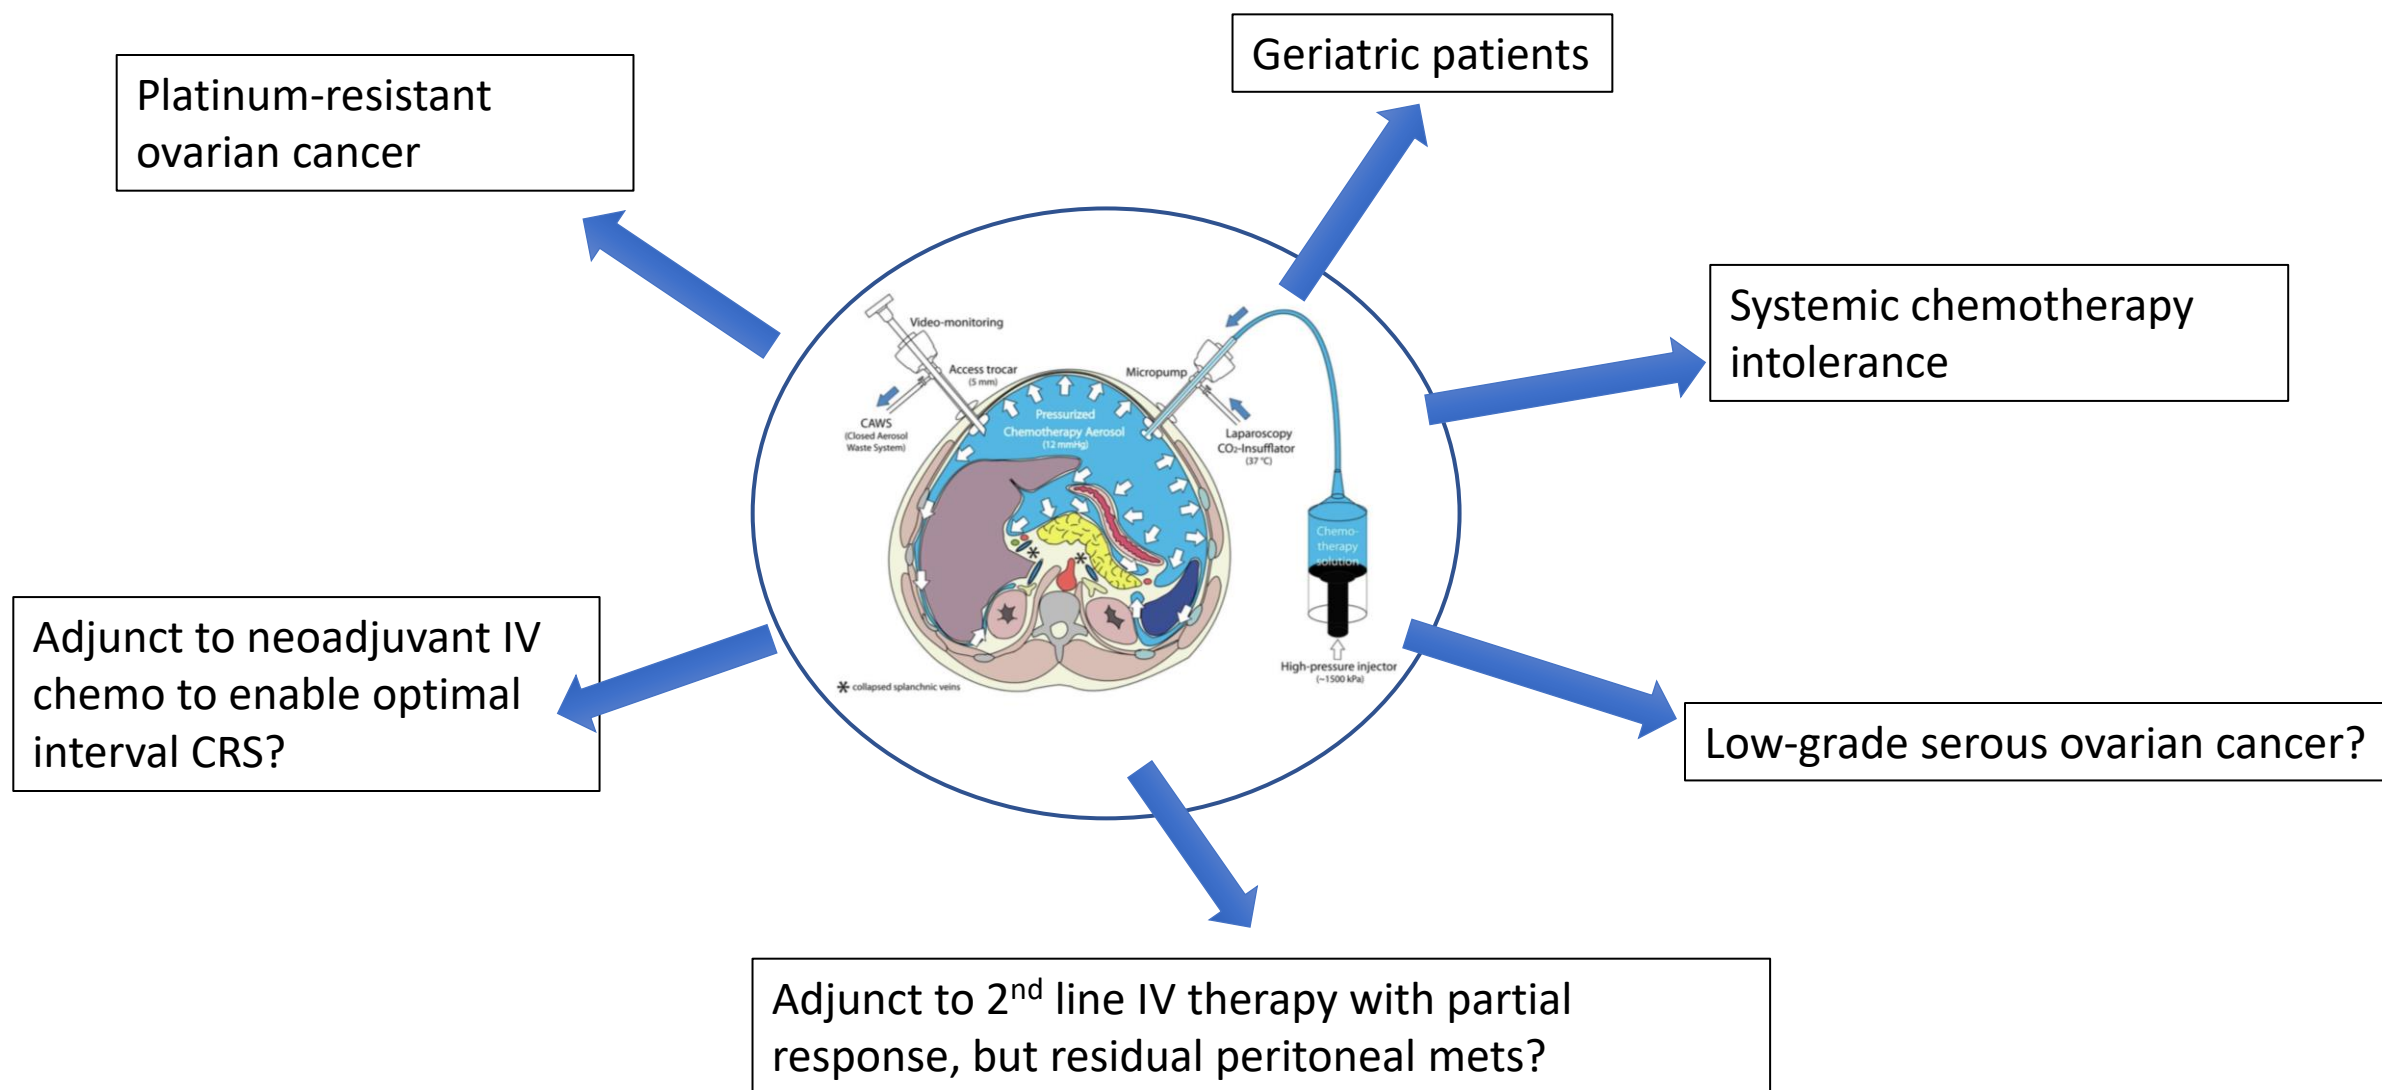 Geriatric patients
Platinum-resistant
ovarian cancer
Systemic chemotherapy
intolerance
Video-monitoring
Access trocar
(5 mm)
Micropump
CAWS
(Closed Aerosol
Waste System)
Pressurized
Chemotherapy Aerosol
(12 mmHg)
Laparoscopy
CO₂-Insufflator
(37 °C)
Chemo-
therapy
solution
High-pressure injector
(~1500 kPa)
* collapsed splanchnic veins
Adjunct to neoadjuvant IV
chemo to enable optimal
interval CRS?
Low-grade serous ovarian cancer?
Adjunct to 2ⁿᵈ line IV therapy with partial
response, but residual peritoneal mets?